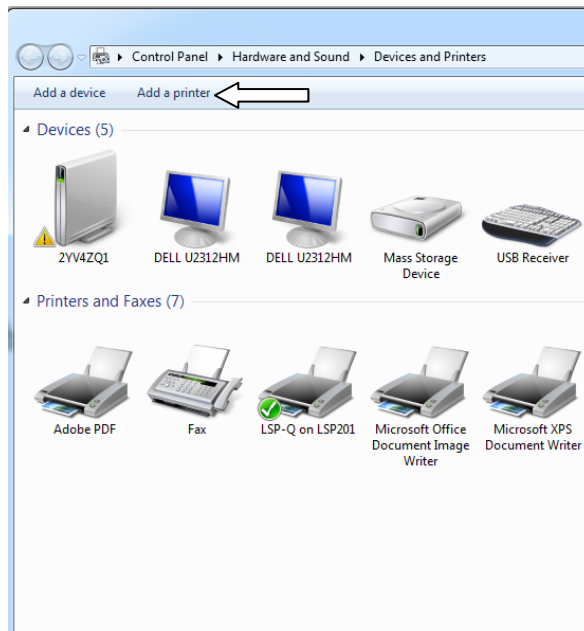 Control Panel Hardware and Sound Devices and Printers
Add a device Add a printer
Devices (5)
2YV4ZQ1 DELL U2312HM DELL U2312HM Mass Storage USB Receiver
Device
Printers and Faxes (7)
Adobe PDF Fax LSP-Q on LSP201 Microsoft Office Microsoft XPS
Document Image Document Writer
Writer